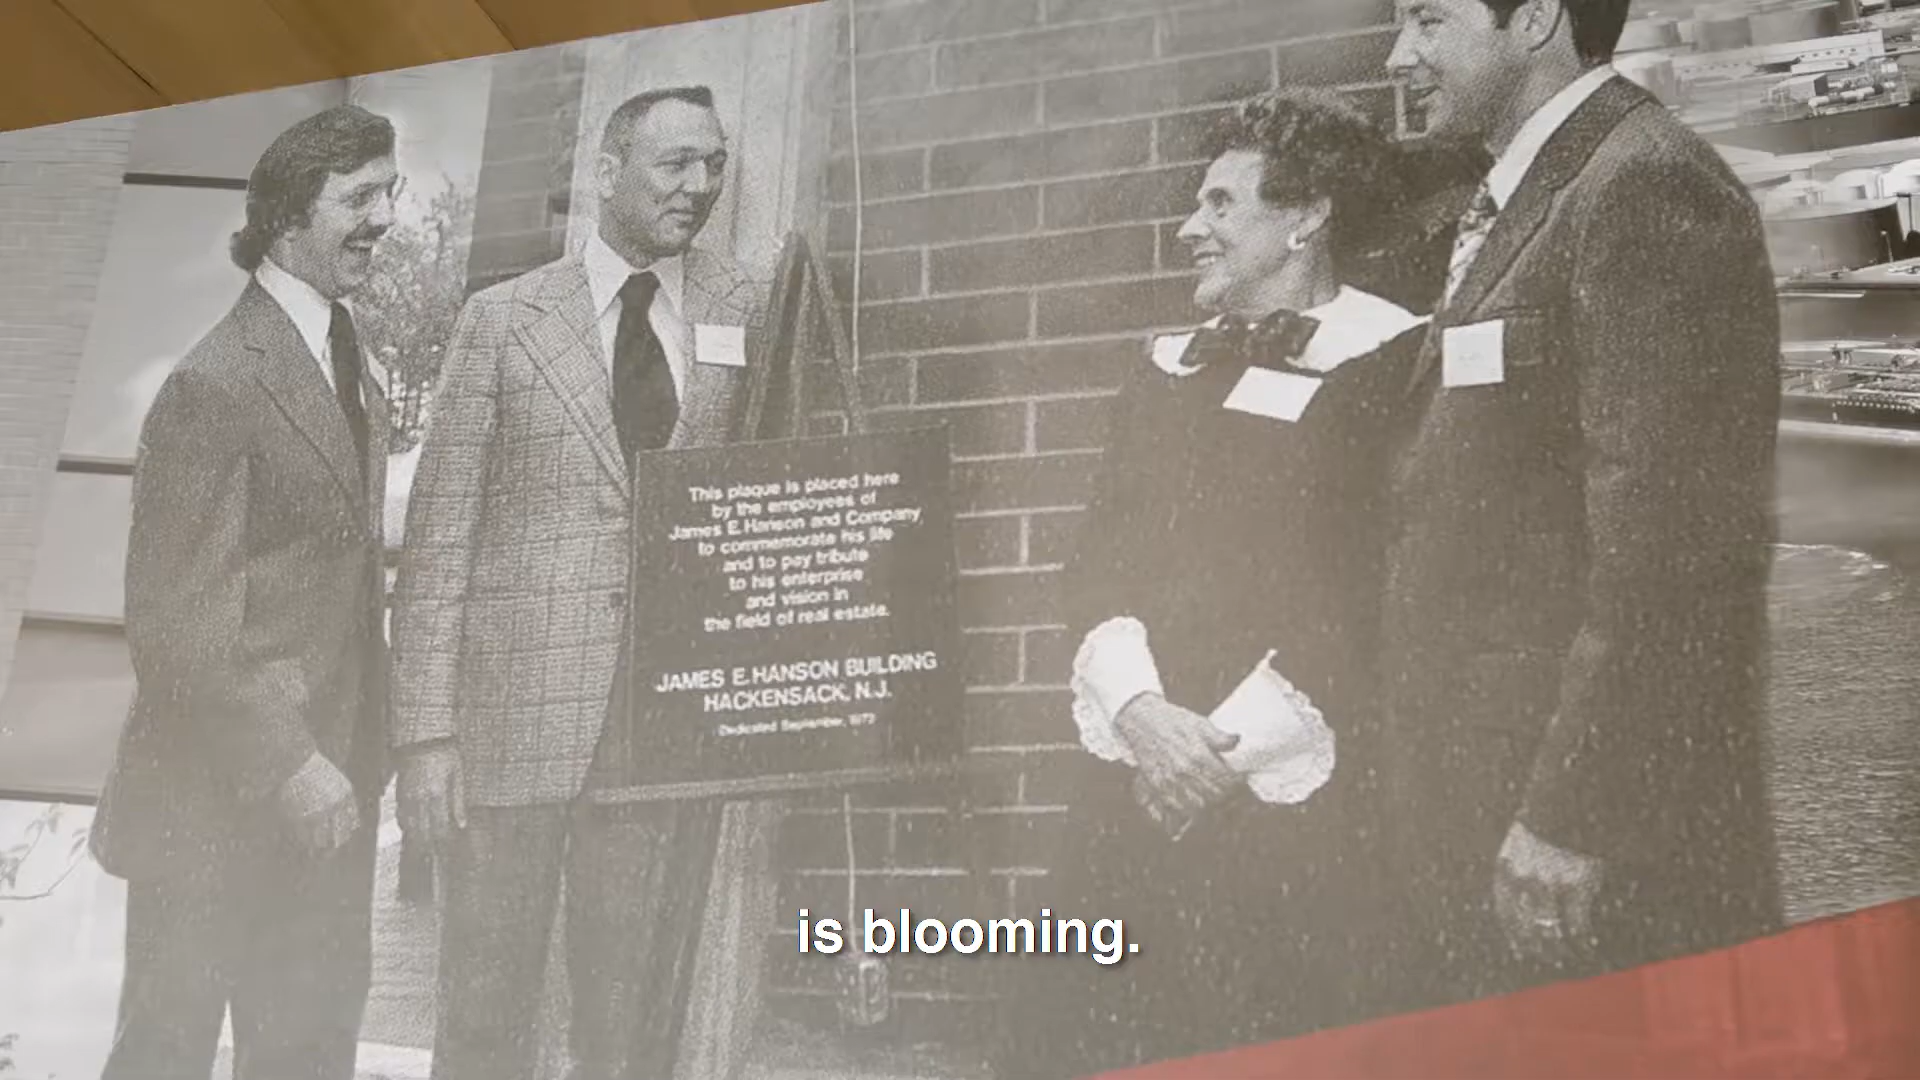 This plaque is placed here
by the employees of
James E. Hanson and Company
to commemorate his life
and to pay tribute
to his enterprise
and vision in
the field of real estate.
JAMES E. HANSON BUILDING
HACKENSACK, N.J.
Dedicated September,
is blooming.